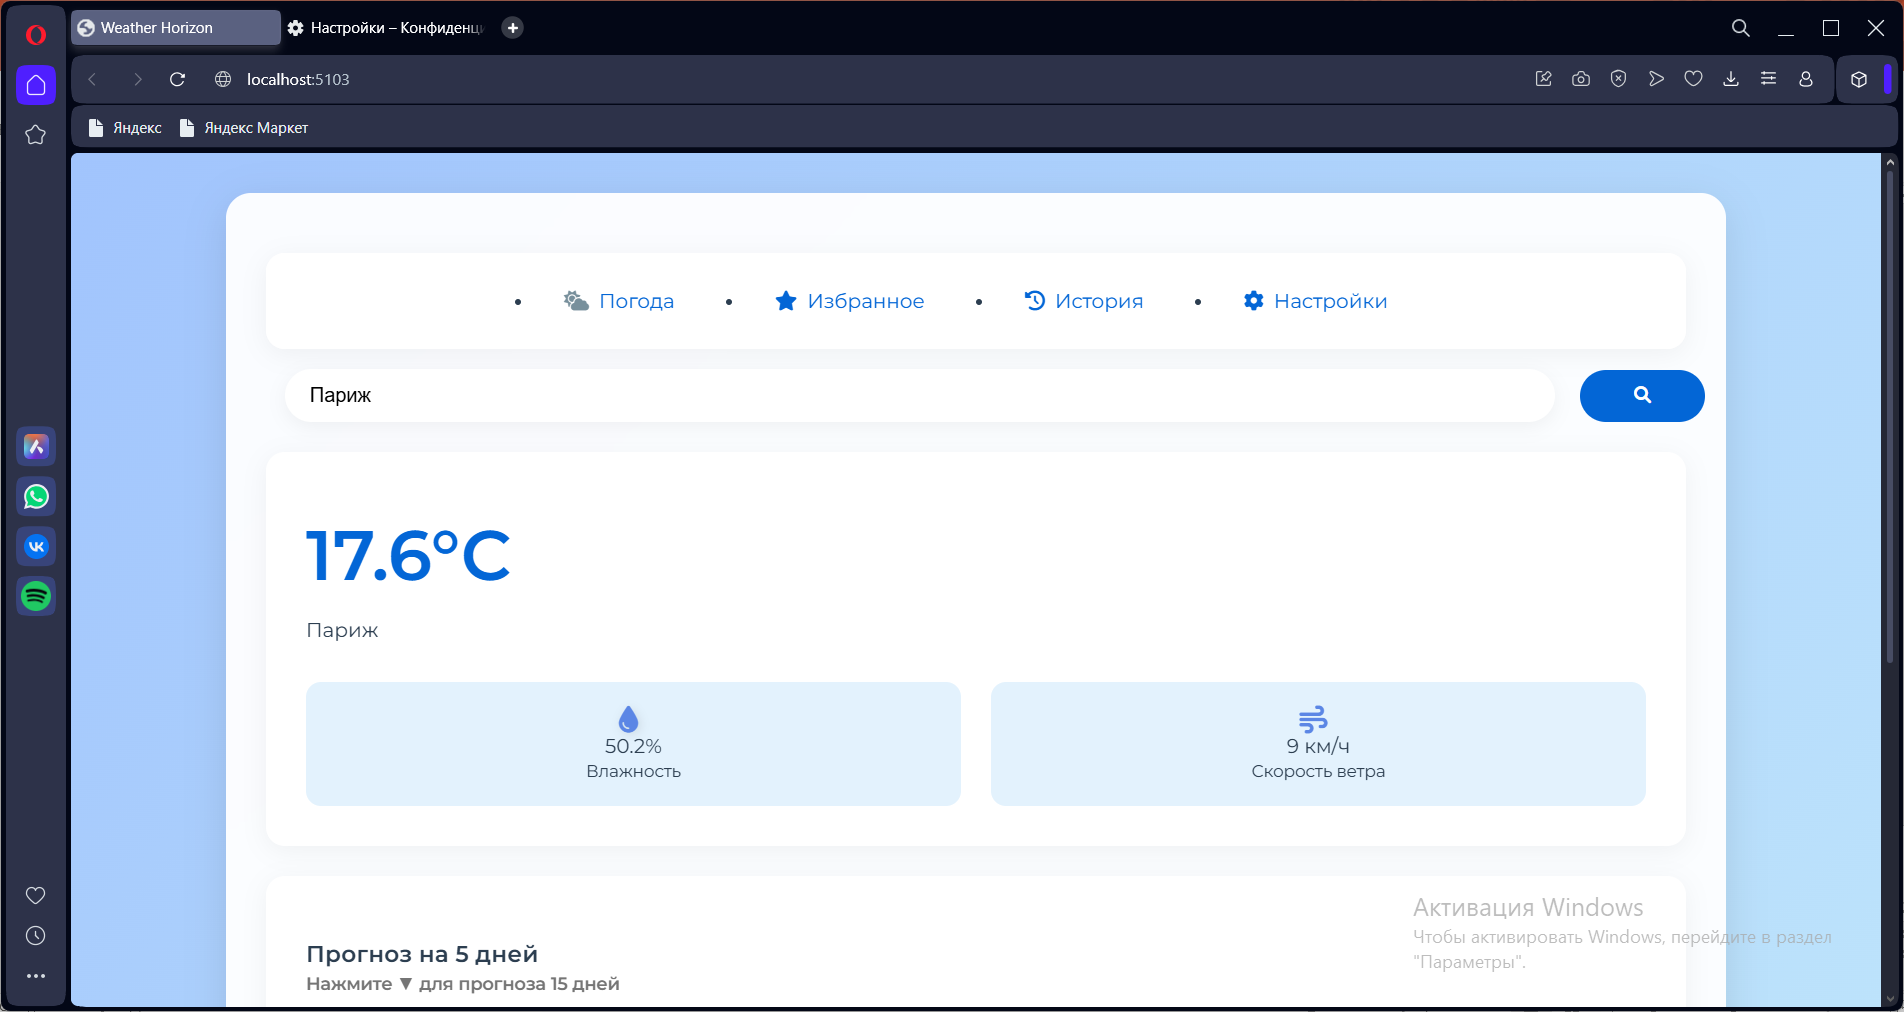 Weather Horizon
Настройки – Конфиденц
localhost:5103
Яндекс
Яндекс Маркет
Погода
Избранное
История
Настройки
Париж
17.6°C
Париж
50.2%
Влажность
9 км/ч
Скорость ветра
Прогноз на 5 дней
Нажмите ▼ для прогноза 15 дней
Активация Windows
Чтобы активировать Windows, перейдите в раздел
"Параметры".